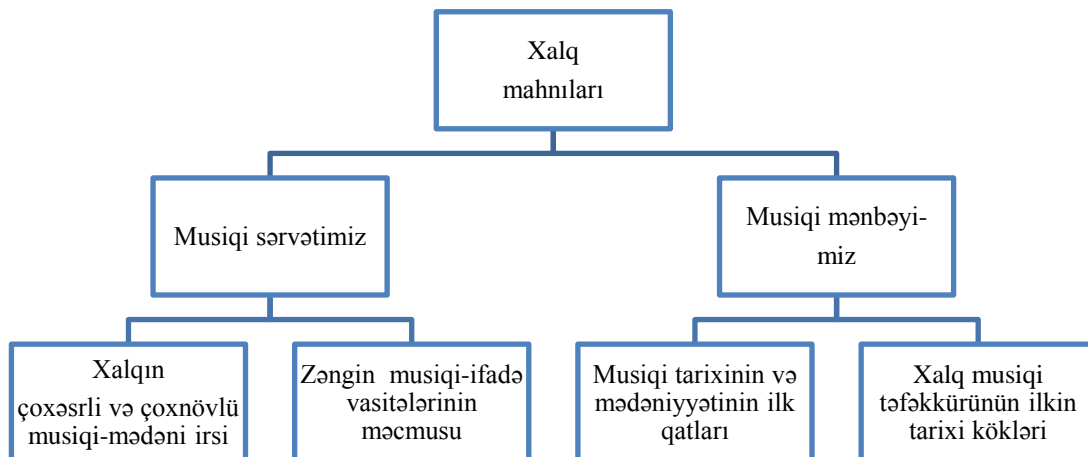 Xalq
mahnıları
Musiqi sərvətimiz
Musiqi mənbəyi-
miz
Xalqın
çoxəsrli və çoxnövlü
musiqi-mədəni irsi
Zəngin musiqi-ifadə
vasitələrinin
məcmusu
Musiqi tarixinin və
mədəniyyətinin ilk
qatları
Xalq musiqi
təfəkkürünün ilkin
tarixi kökləri